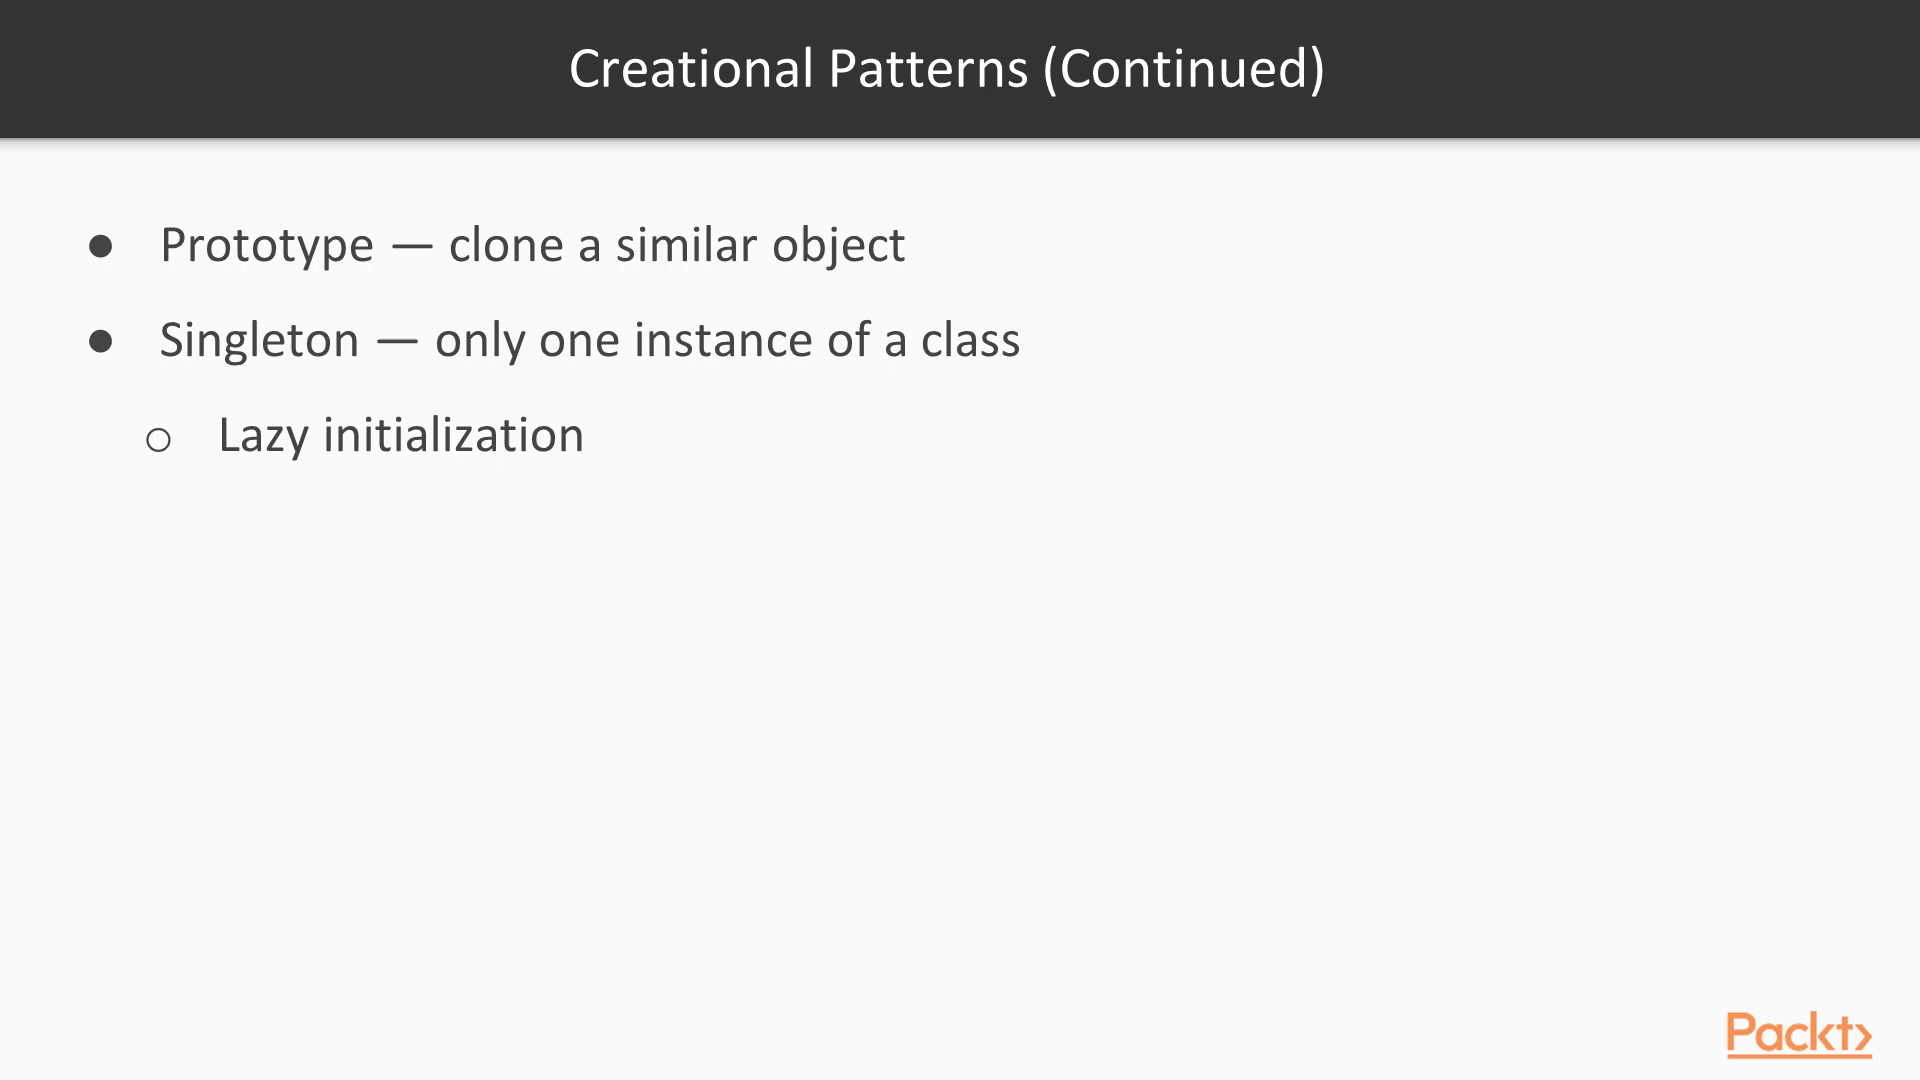 Creational Patterns (Continued)
● Prototype — clone a similar object
● Singleton — only one instance of a class
○ Lazy initialization
Packt>